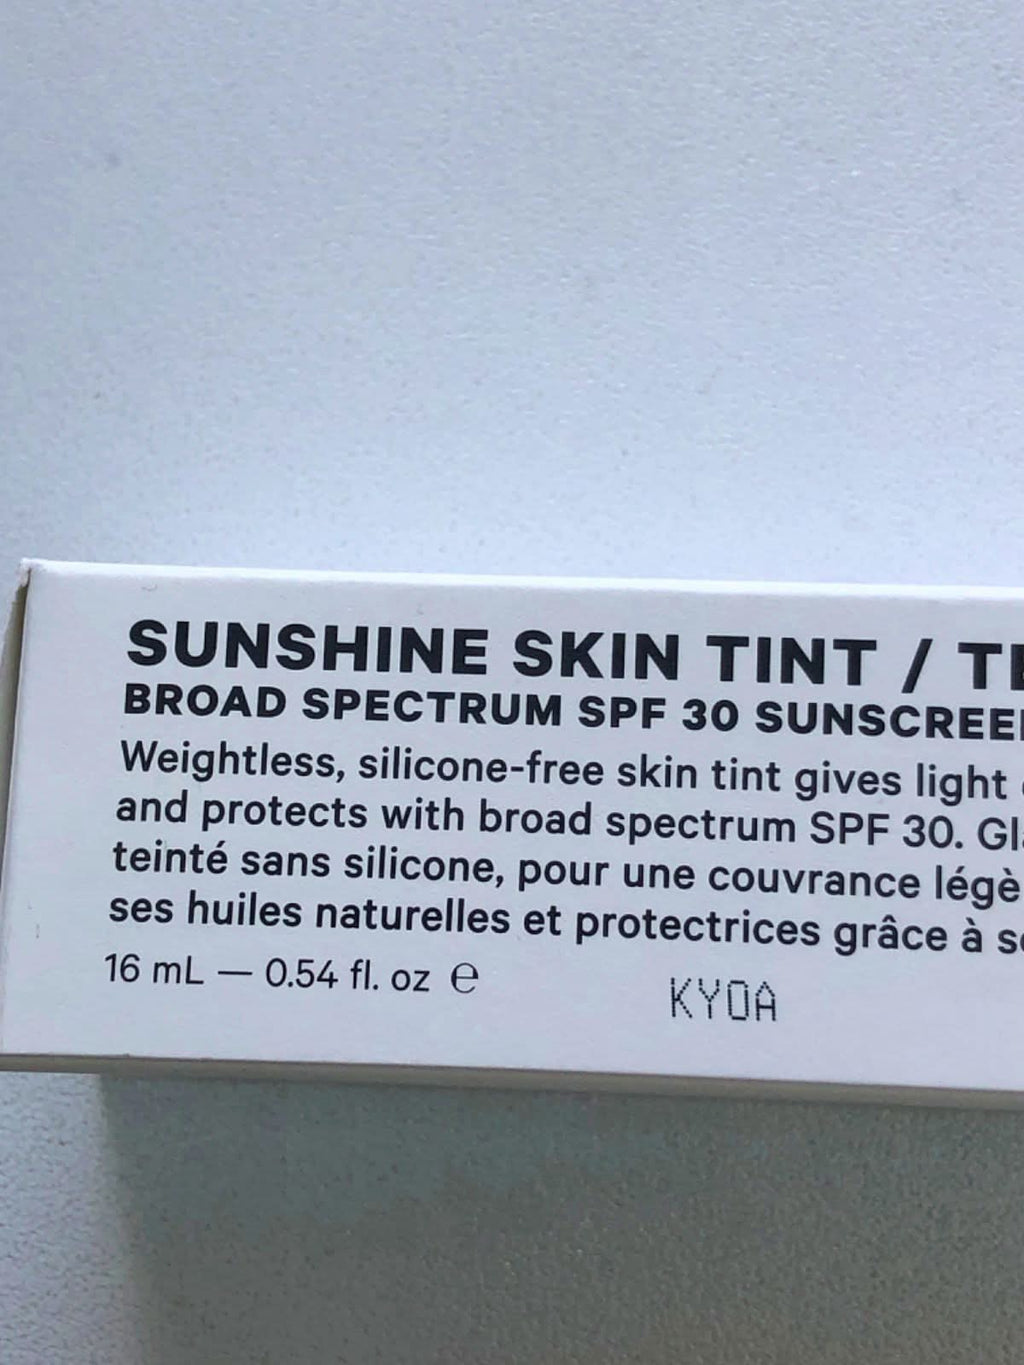 SUNSHINE SKIN TINT /
BROAD SPECTRUM SPF 30
Weightless, silicone-free skin tint gives light
and protects with broad spectrum SPF 30.
teinté sans silicone, pour une couvrance
ses huiles naturelles et protectrices grâce à
16 mL — 0.54 fl. oz ℮
KYOA